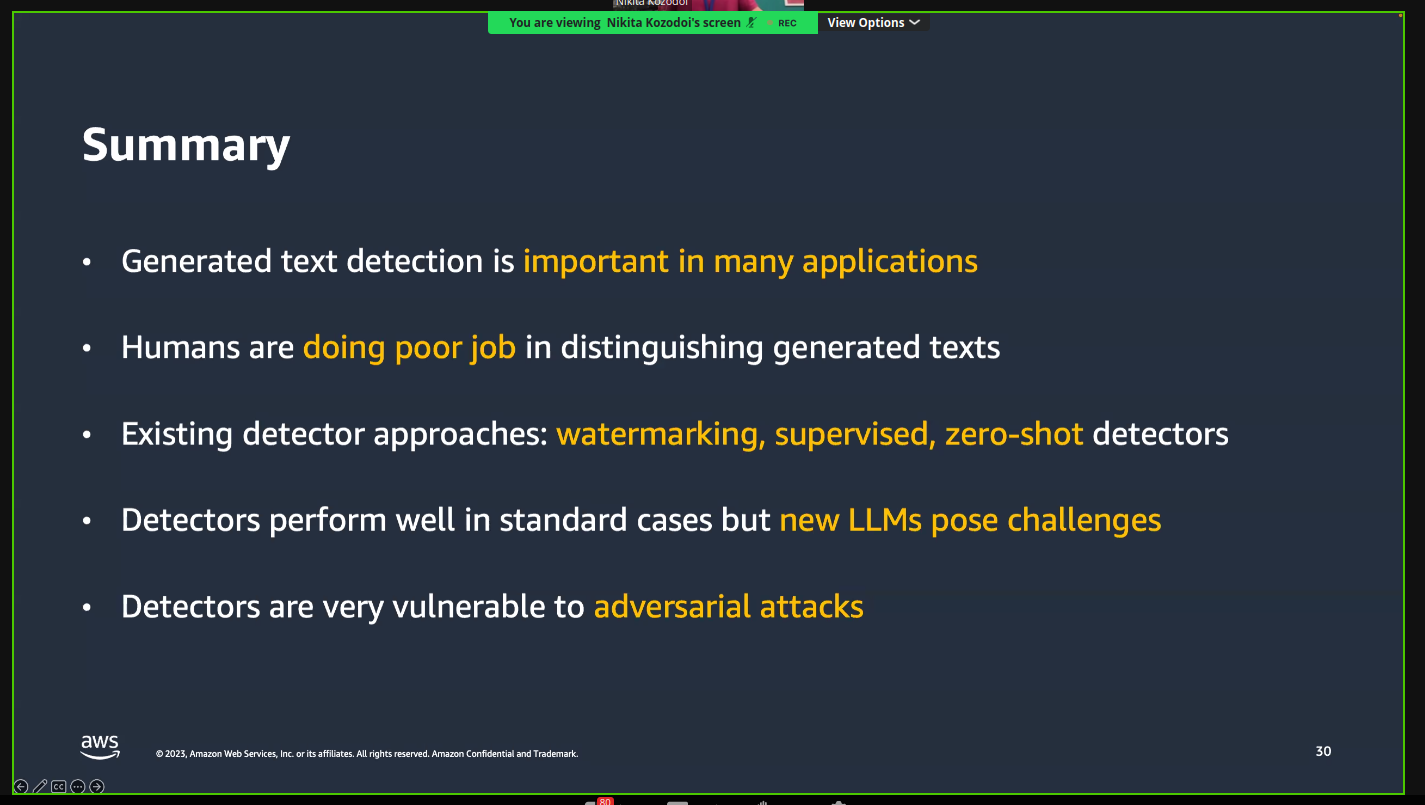 Nikita Kozodoi
You are viewing Nikita Kozodoi's screen REC View Options
Summary
• Generated text detection is important in many applications
• Humans are doing poor job in distinguishing generated texts
• Existing detector approaches: watermarking, supervised, zero-shot detectors
• Detectors perform well in standard cases but new LLMs pose challenges
• Detectors are very vulnerable to adversarial attacks
aws
© 2023, Amazon Web Services, Inc. or its affiliates. All rights reserved. Amazon Confidential and Trademark.
30
CC
80